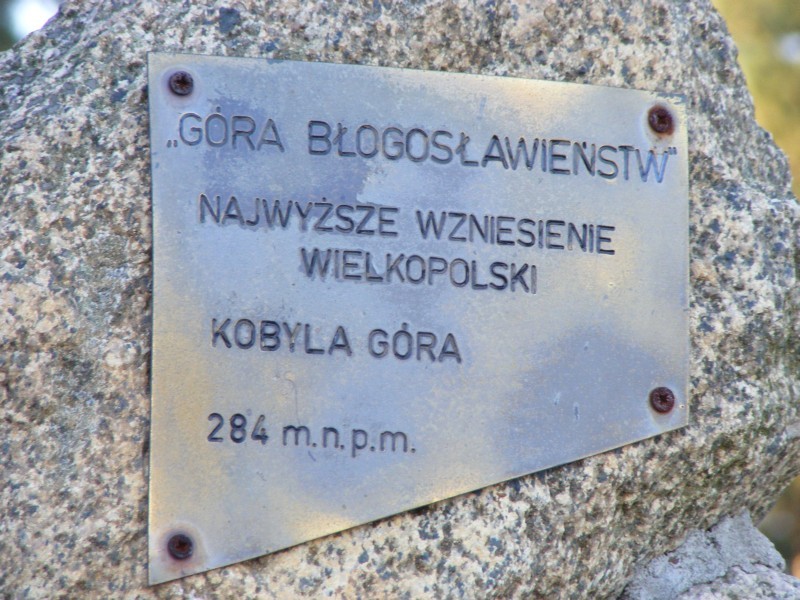 „GÓRA BŁOGOSŁAWIEŃSTW"
NAJWYŻSZE WZNIESIENIE
WIELKOPOLSKI
KOBYLA GÓRA
284 m.n.p.m.